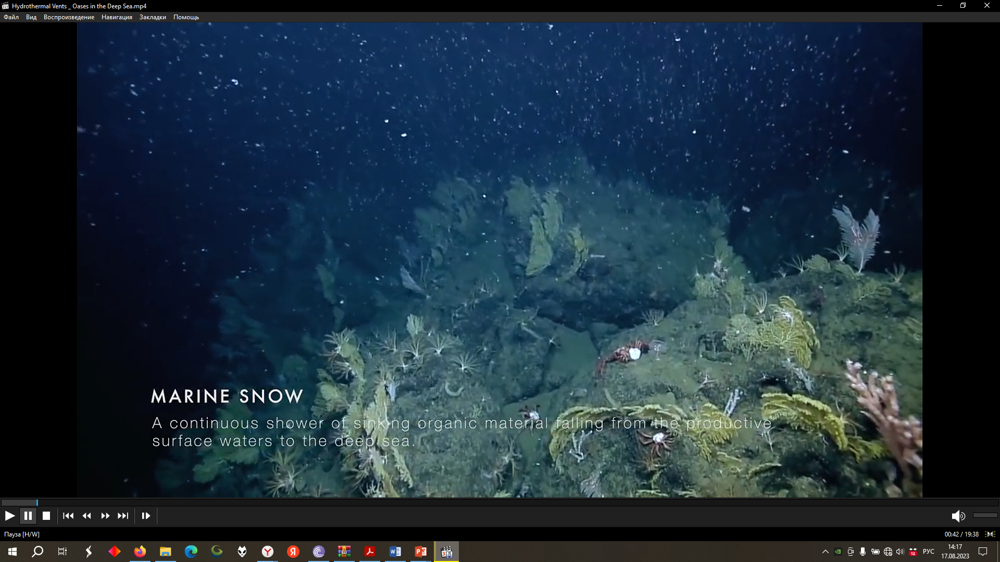 Hydrothermal Vents _ Oases in the Deep Sea.mp4
Файл Вид Воспроизведение Навигация Закладки Помощь
MARINE SNOW
A continuous shower of sinking organic material falling from the productive
surface waters to the deep sea.
Пауза [H/W]
00:42 / 19:38
РУС
14:17
17.08.2023
12